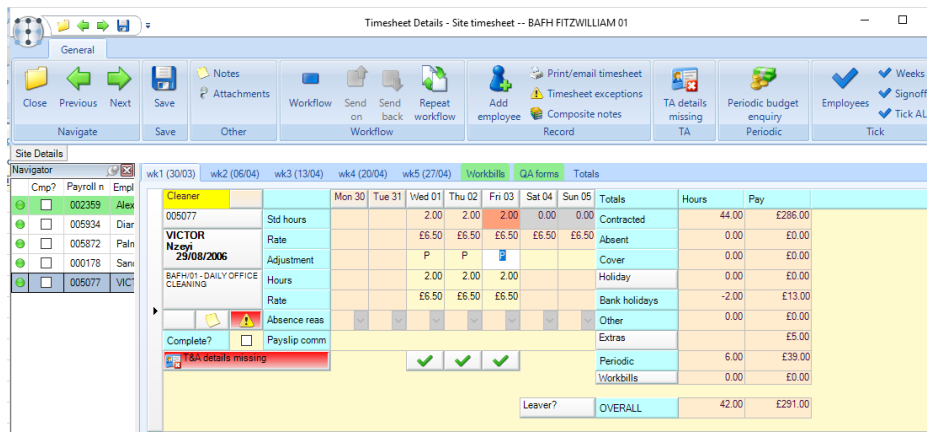 Timesheet Details - Site timesheet -- BAFH FITZWILLIAM 01
General
Close
Previous
Next
Navigate
Save
Save
Notes
Attachments
Other
Workflow
Send on
Send back
Repeat workflow
Workflow
Add employee
Print/email timesheet
Timesheet exceptions
Composite notes
Record
TA details missing
TA
Periodic budget enquiry
Periodic
Employees
Weeks
Signoff
Tick AL
Tick
Site Details
Navigator
wk1 (30/03) wk2 (06/04) wk3 (13/04) wk4 (20/04) wk5 (27/04) Workbills QA forms Totals
Cmp? Payroll n Empl
002359 Alex
005934 Diar
005872 Paln
000178 Sand
005077 VIC
Cleaner Mon 30 Tue 31 Wed 01 Thu 02 Fri 03 Sat 04 Sun 05 Totals Hours Pay
005077 Std hours 2.00 2.00 2.00 0.00 0.00 Contracted 44.00 £286.00
VICTOR
Nzeyi
29/08/2006
Rate £6.50 £6.50 £6.50 £6.50 £6.50 Absent 0.00 £0.00
Adjustment P P P Cover 0.00 £0.00
BAFH/01 - DAILY OFFICE
CLEANING
Hours 2.00 2.00 2.00 Holiday 0.00 £0.00
Rate £6.50 £6.50 £6.50 Bank holidays -2.00 £13.00
Absence reas Other 0.00 £0.00
Complete? Payslip comm Extras £5.00
T&A details missing Periodic 6.00 £39.00
Workbills 0.00 £0.00
Leaver? OVERALL 42.00 £291.00